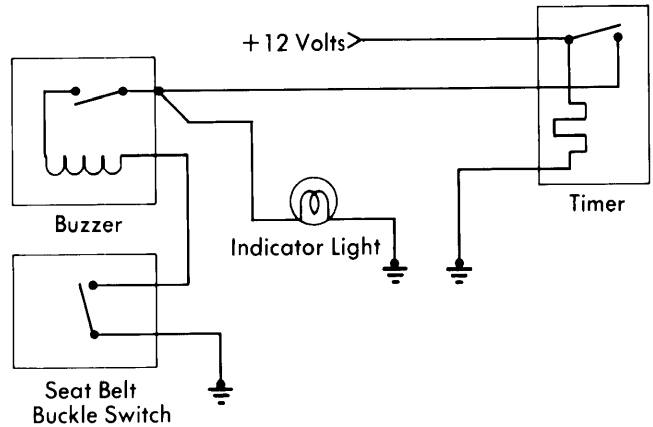 +12 Volts
Timer
Buzzer
Indicator Light
Seat Belt
Buckle Switch